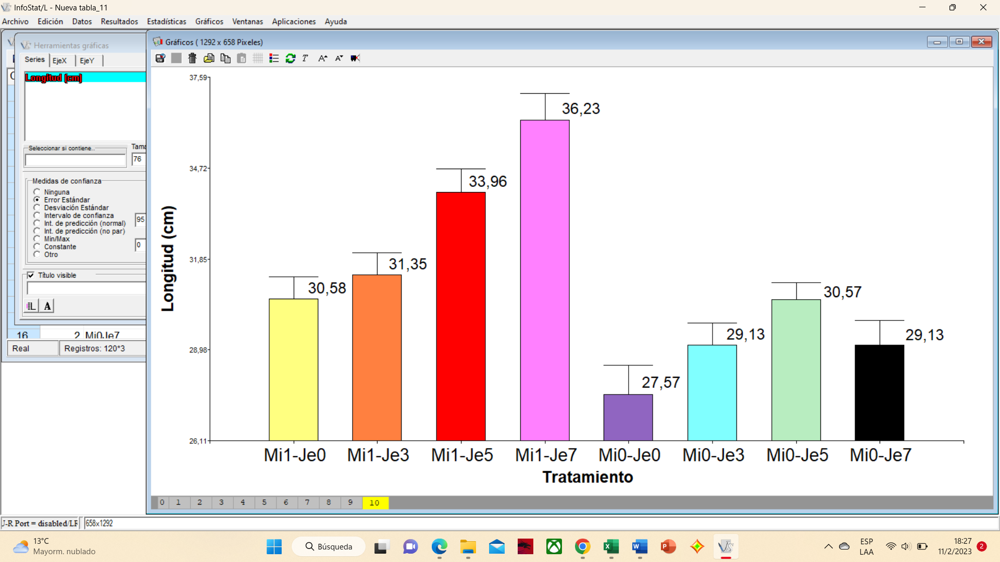 InfoStat/L - Nueva tabla_11
Archivo Edición Datos Resultados Estadísticas Gráficos Ventanas Aplicaciones Ayuda
Herramientas gráficas
Series EjeX EjeY
Longitud (cm)
Seleccionar si contiene..
76
Medidas de confianza
Ninguna
Error Estándar
Desviación Estándar
Intervalo de confianza
95
Int. de predicción (normal)
Int. de predicción (no par)
Min/Max
0
Constante
Otro
Título visible
L A
16 2 Mi0Je7
Real Registros: 120*3
Gráficos ( 1292 x 658 Pixeles)
37,59
34,72
31,85
28,98
26,11
Longitud (cm)
30,58
31,35
33,96
36,23
27,57
29,13
30,57
29,13
Mi1-Je0 Mi1-Je3 Mi1-Je5 Mi1-Je7 Mi0-Je0 Mi0-Je3 Mi0-Je5 Mi0-Je7
Tratamiento
0 1 2 3 4 5 6 7 8 9 10
Port = disabled/LF 658x1292
13°C
Mayorm. nublado
Búsqueda
ESP
LAA
18:27
11/2/2023
2